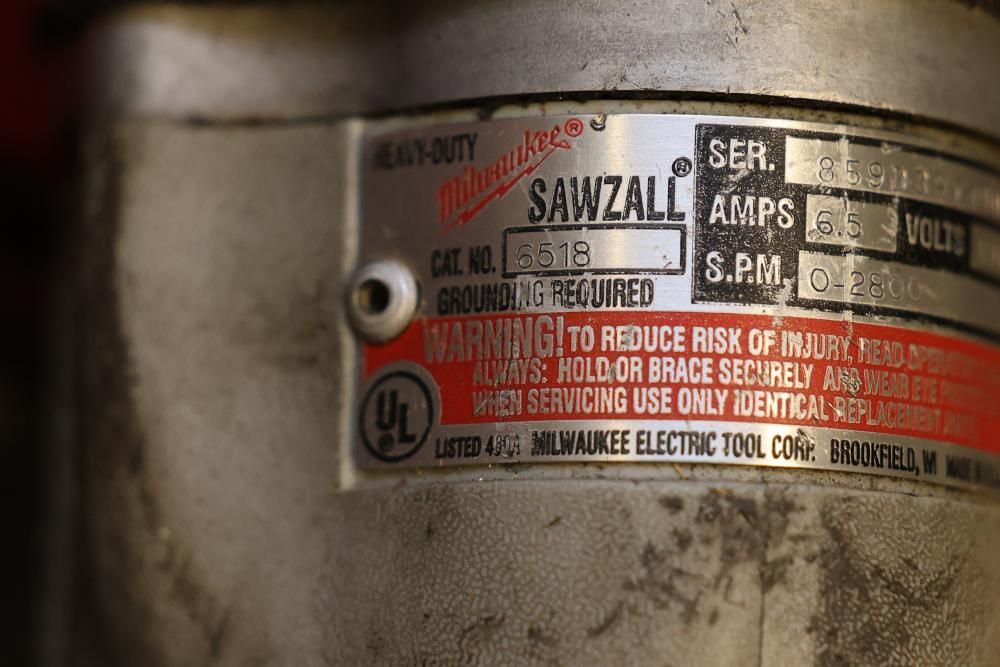 HEAVY-DUTY
Milwaukee®
SAWZALL®
CAT. NO. 6518
GROUNDING REQUIRED
SER.
AMPS 6.5 VOLTS
S.P.M. 0-2800
WARNING! TO REDUCE RISK OF INJURY, READ
ALWAYS: HOLD OR BRACE SECURELY AND WEAR EYE
WHEN SERVICING USE ONLY IDENTICAL REPLACEMENT
UL
LISTED MILWAUKEE ELECTRIC TOOL CORP. BROOKFIELD, WI MADE